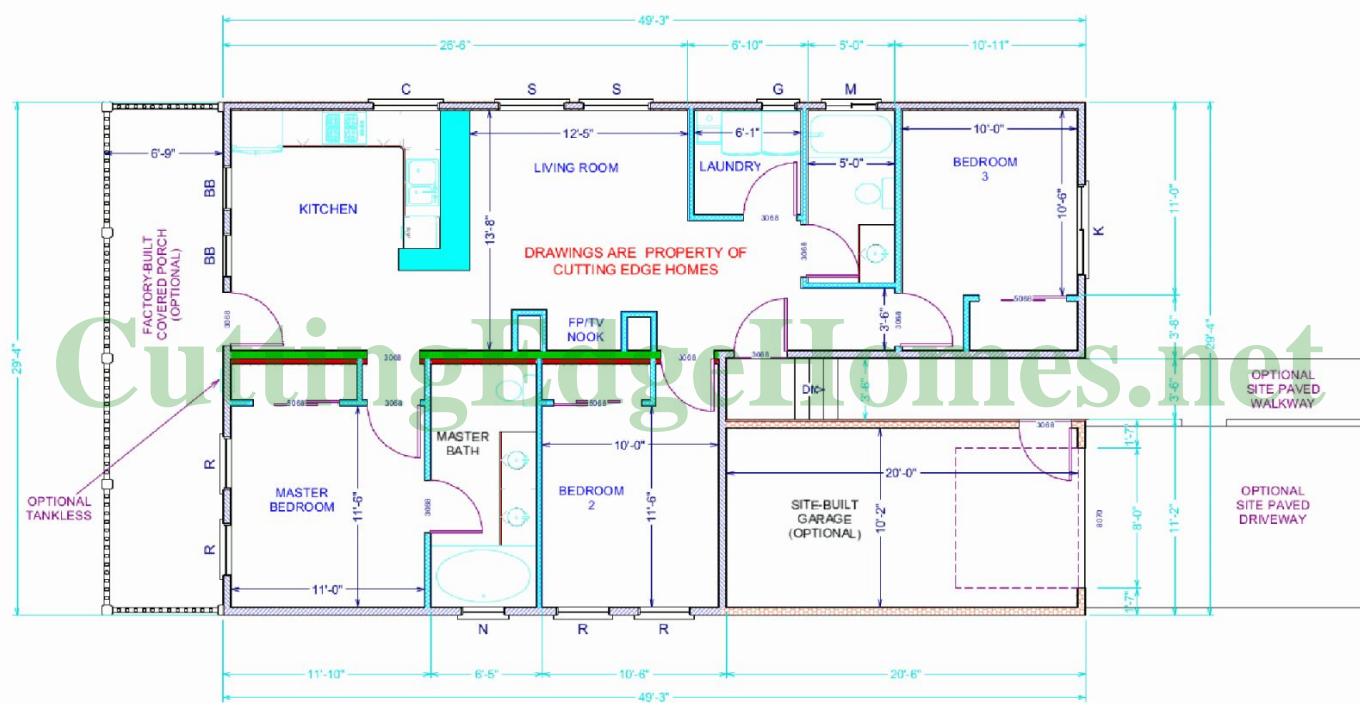 49'-3"
26'-6"
6'-10"
5'-0"
10'-11"
C
S
S
G
M
6'-9"
12'-5"
6'-1"
10'-0"
LIVING ROOM
LAUNDRY
5'-0"
BEDROOM
3
BB
KITCHEN
13'-8"
10'-6"
11'-0"
3068
K
BB
DRAWINGS ARE PROPERTY OF
CUTTING EDGE HOMES
FACTORY-BUILT
COVERED PORCH
(OPTIONAL)
5068
3068
FP/TV
NOOK
3'-6"
3068
3'-8"
29'-4"
29'-4"
CuttingEdgeHomes.net
3068
3068
3068
DN
3'-6"
3'-6"
OPTIONAL
SITE PAVED
WALKWAY
5068
3068
5068
3068
1'-7"
MASTER
BATH
10'-0"
20'-0"
R
MASTER
BEDROOM
11'-6"
3068
BEDROOM
2
11'-6"
SITE-BUILT
GARAGE
(OPTIONAL)
10'-2"
8070
8'-0"
11'-2"
OPTIONAL
SITE PAVED
DRIVEWAY
OPTIONAL
TANKLESS
R
11'-0"
1'-7"
N
R
R
11'-10"
6'-5"
10'-6"
20'-6"
49'-3"